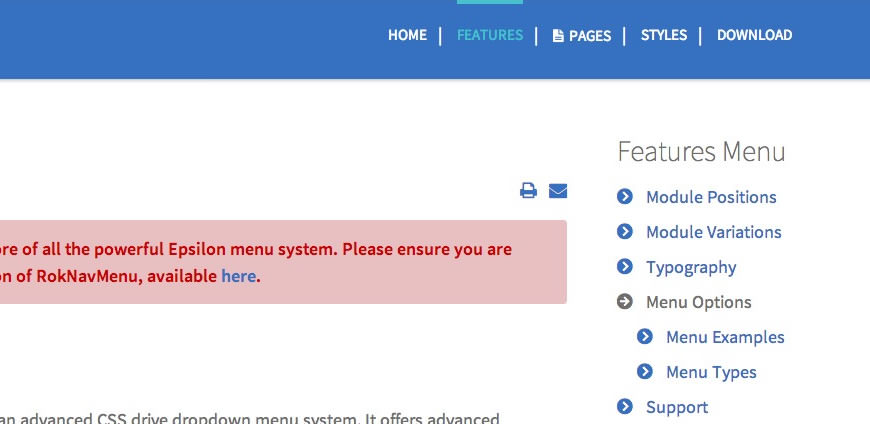 HOME | FEATURES | PAGES | STYLES | DOWNLOAD
Features Menu
Module Positions
Module Variations
Typography
Menu Options
Menu Examples
Menu Types
Support
of all the powerful Epsilon menu system. Please ensure you are
of RokNavMenu, available here.
an advanced CSS drive dropdown menu system. It offers advanced